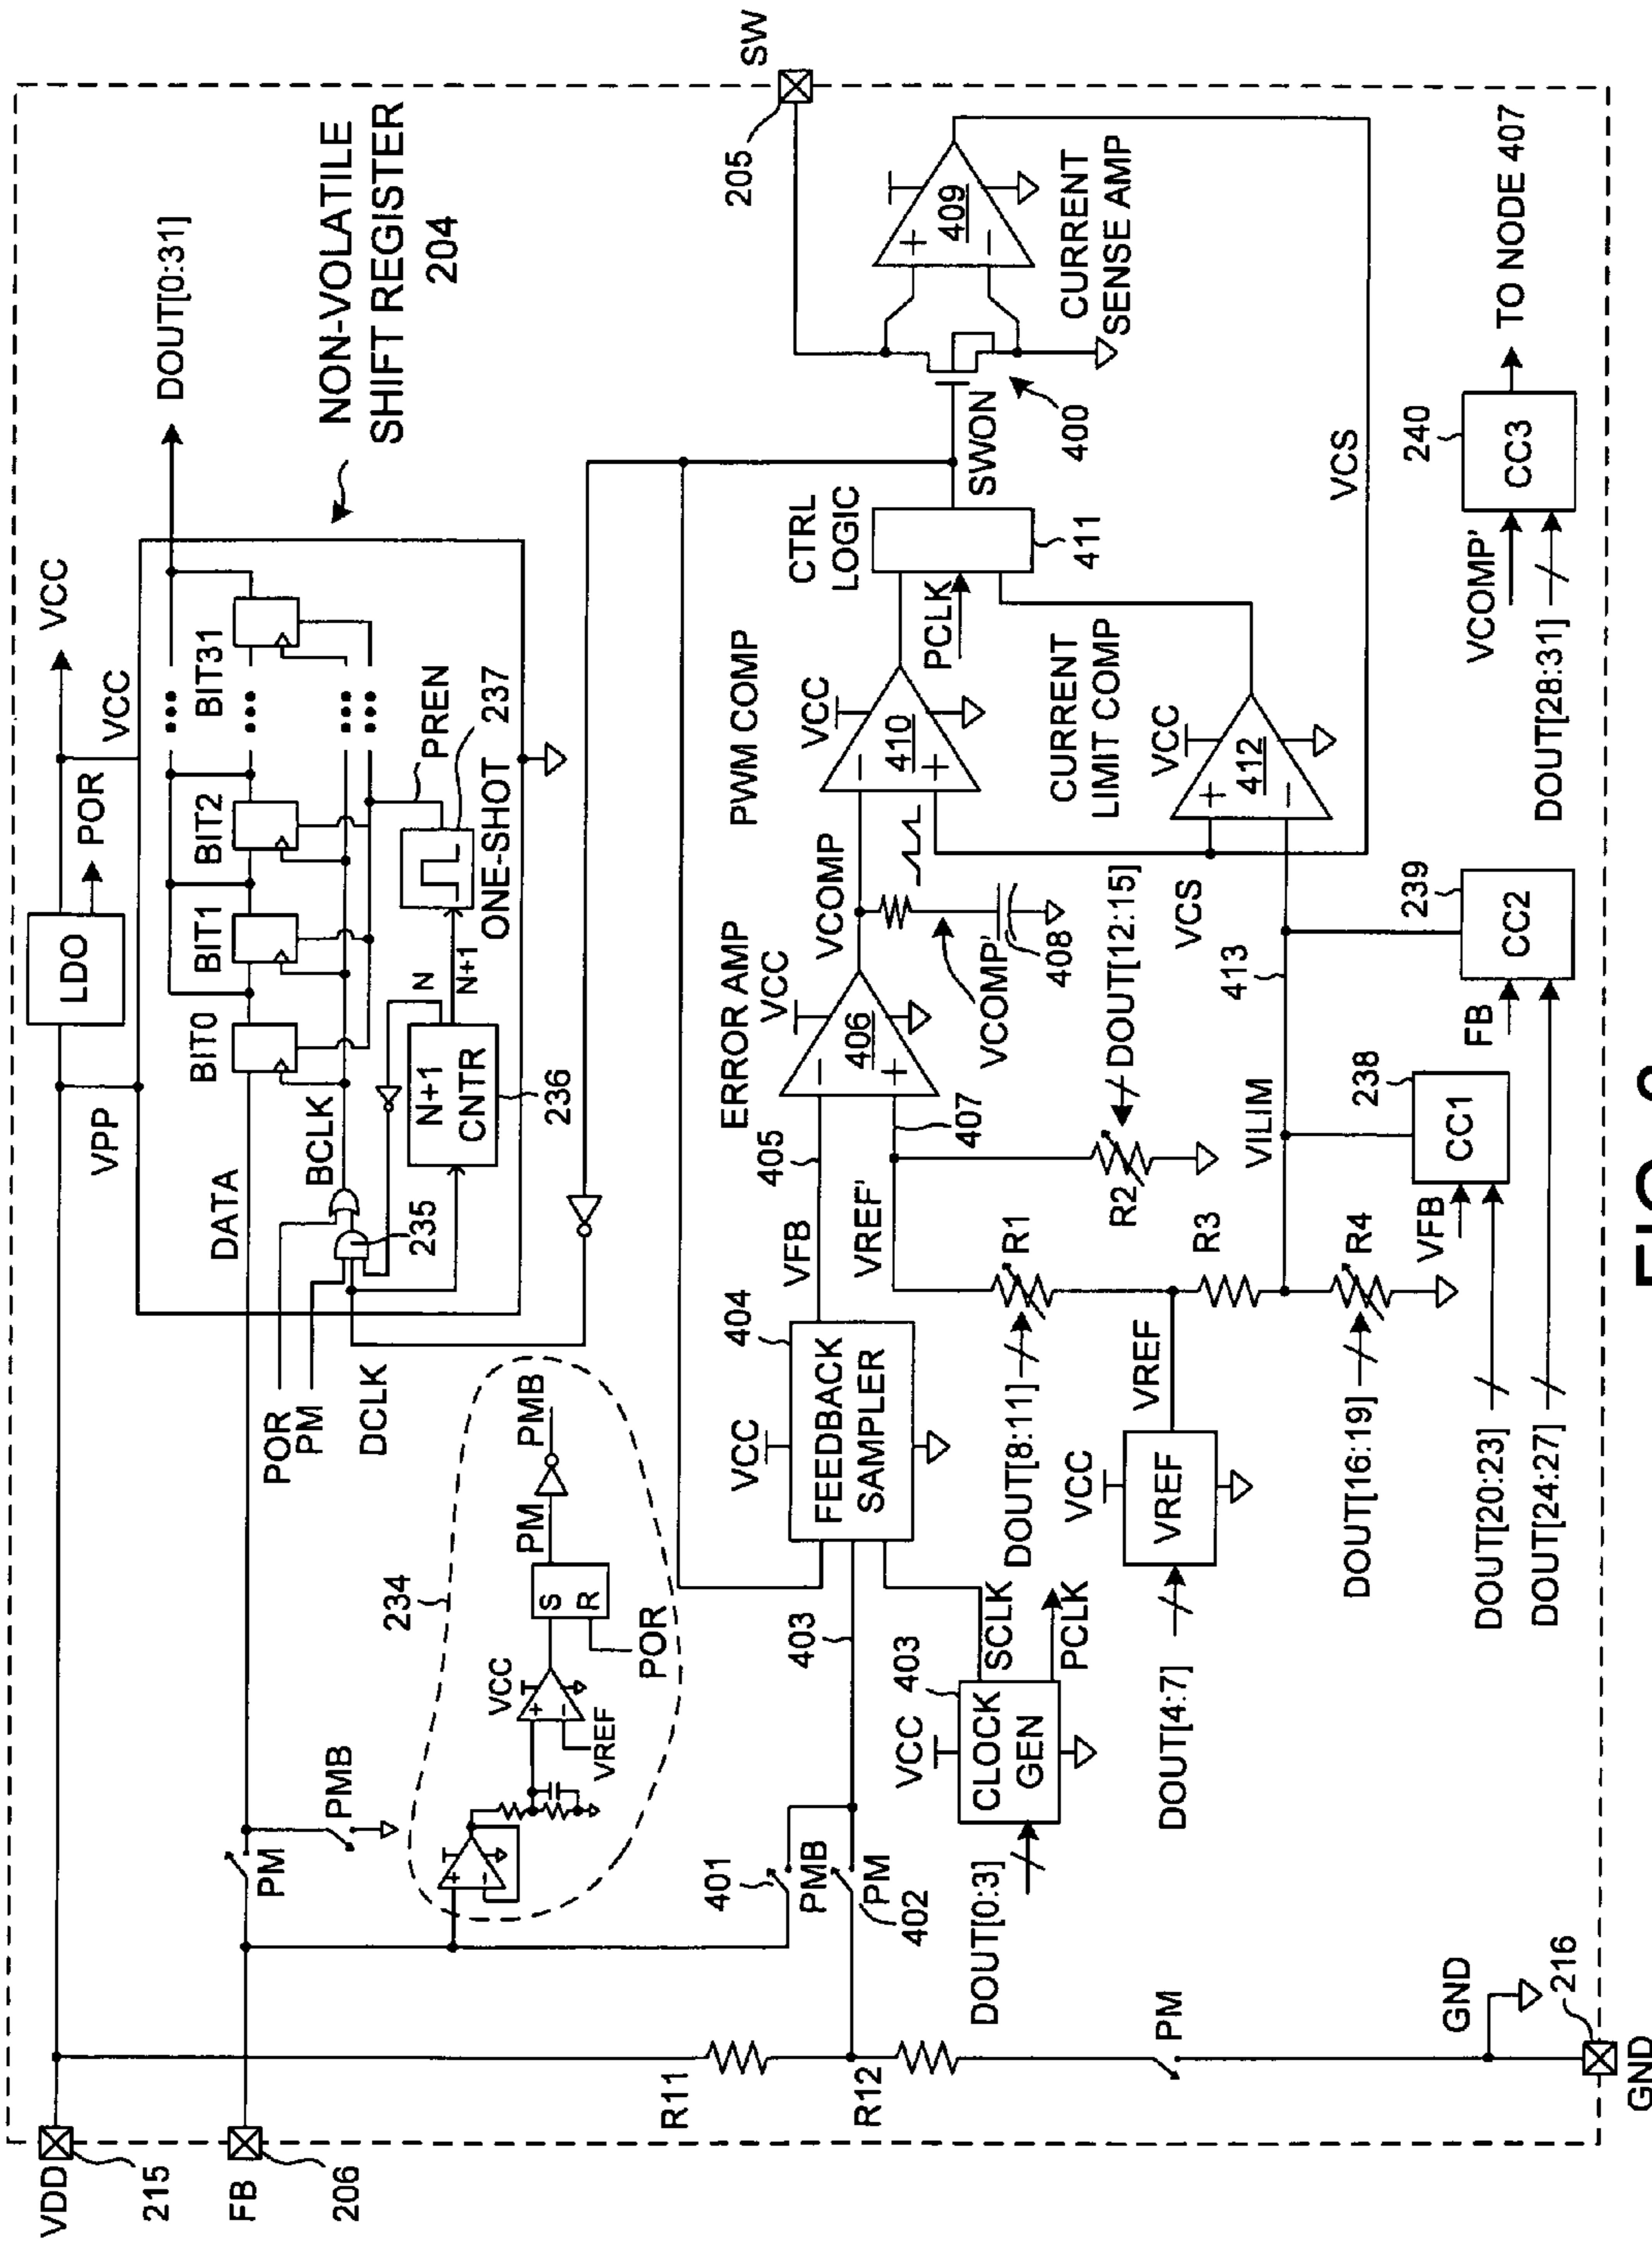 VDD
215
FB
206
LDO
VCC
POR
VPP
VCC
DOUT[0:31]
NON-VOLATILE
SHIFT REGISTER
204
DATA
BIT0
BIT1
BIT2
BIT31
BCLK
POR
PM
DCLK
235
N+1
CNTR
236
N
N+1
ONE-SHOT
237
PREN
PM
PMB
234
VCC
VREF
S
R
POR
PM
PMB
SW
205
401
PMB
PM
402
403
R11
R12
PM
GND
216
GND
VCC
FEEDBACK
SAMPLER
404
VCC
CLOCK
GEN
403
SCLK
PCLK
DOUT[0:3]
DOUT[4:7]
VCC
VREF
VREF
DOUT[8:11]
R1
VFB
405
VREF'
407
R2
DOUT[12:15]
ERROR AMP
VCC
406
−
+
VCOMP
VCOMP'
408
PWM COMP
VCC
410
−
+
PCLK
CTRL
LOGIC
411
SWON
400
409
+
−
CURRENT
SENSE AMP
CURRENT
LIMIT COMP
VCC
412
+
−
VCS
VCS
413
VILIM
R3
R4
DOUT[16:19]
VFB
CC1
238
DOUT[20:23]
FB
CC2
239
DOUT[24:27]
VCOMP'
CC3
240
DOUT[28:31]
TO NODE 407